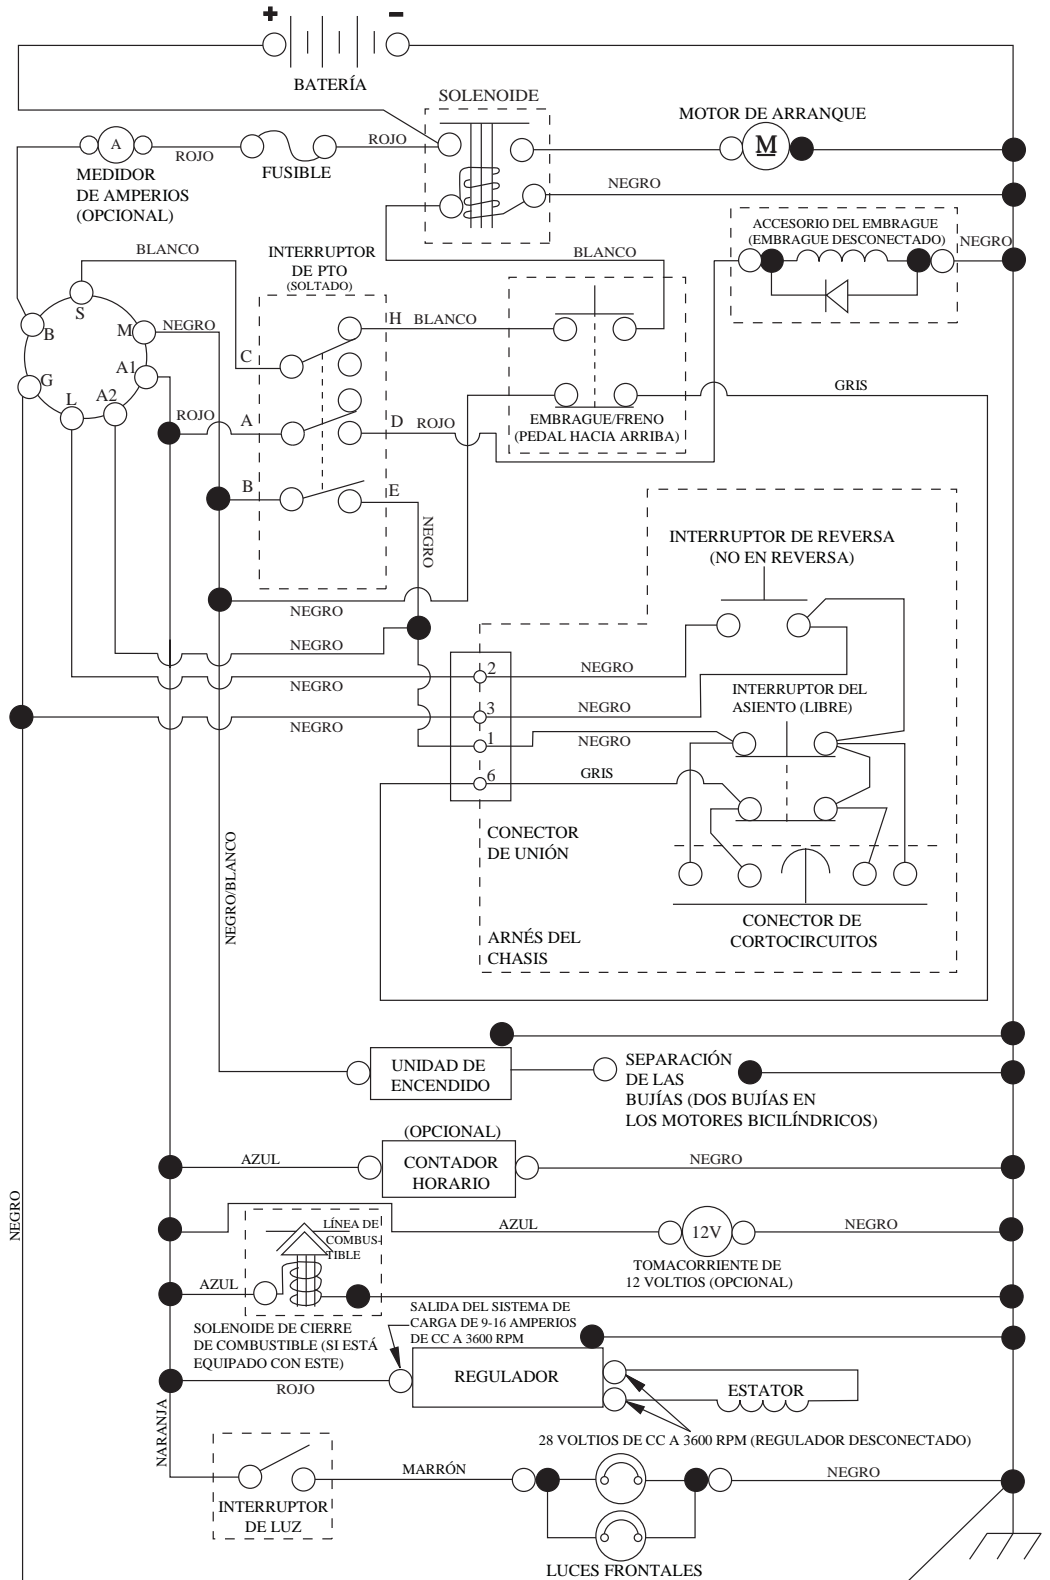 +
−
BATERÍA
SOLENOIDE
MOTOR DE ARRANQUE
A
ROJO
ROJO
M
MEDIDOR
DE AMPERIOS
(OPCIONAL)
FUSIBLE
NEGRO
ACCESORIO DEL EMBRAGUE
(EMBRAGUE DESCONECTADO)
NEGRO
BLANCO
INTERRUPTOR
DE PTO
(SOLTADO)
BLANCO
S
B
M
NEGRO
H
BLANCO
C
A1
G
L
A2
ROJO
A
D
ROJO
GRIS
EMBRAGUE/FRENO
(PEDAL HACIA ARRIBA)
B
E
NEGRO
INTERRUPTOR DE REVERSA
(NO EN REVERSA)
NEGRO
NEGRO
NEGRO
2
NEGRO
INTERRUPTOR DEL
ASIENTO (LIBRE)
NEGRO
3
NEGRO
1
NEGRO
6
GRIS
CONECTOR
DE UNIÓN
NEGRO/BLANCO
CONECTOR DE
CORTOCIRCUITOS
ARNÉS DEL
CHASIS
UNIDAD DE
ENCENDIDO
SEPARACIÓN
DE LAS
BUJÍAS (DOS BUJÍAS EN
LOS MOTORES BICILÍNDRICOS)
(OPCIONAL)
AZUL
CONTADOR
HORARIO
NEGRO
NEGRO
LÍNEA DE
COMBUS-
TIBLE
AZUL
12V
NEGRO
TOMACORRIENTE DE
12 VOLTIOS (OPCIONAL)
AZUL
SOLENOIDE DE CIERRE
DE COMBUSTIBLE (SI ESTÁ
EQUIPADO CON ESTE)
SALIDA DEL SISTEMA DE
CARGA DE 9-16 AMPERIOS
DE CC A 3600 RPM
ROJO
REGULADOR
ESTATOR
NARANJA
28 VOLTIOS DE CC A 3600 RPM (REGULADOR DESCONECTADO)
MARRÓN
NEGRO
INTERRUPTOR
DE LUZ
LUCES FRONTALES